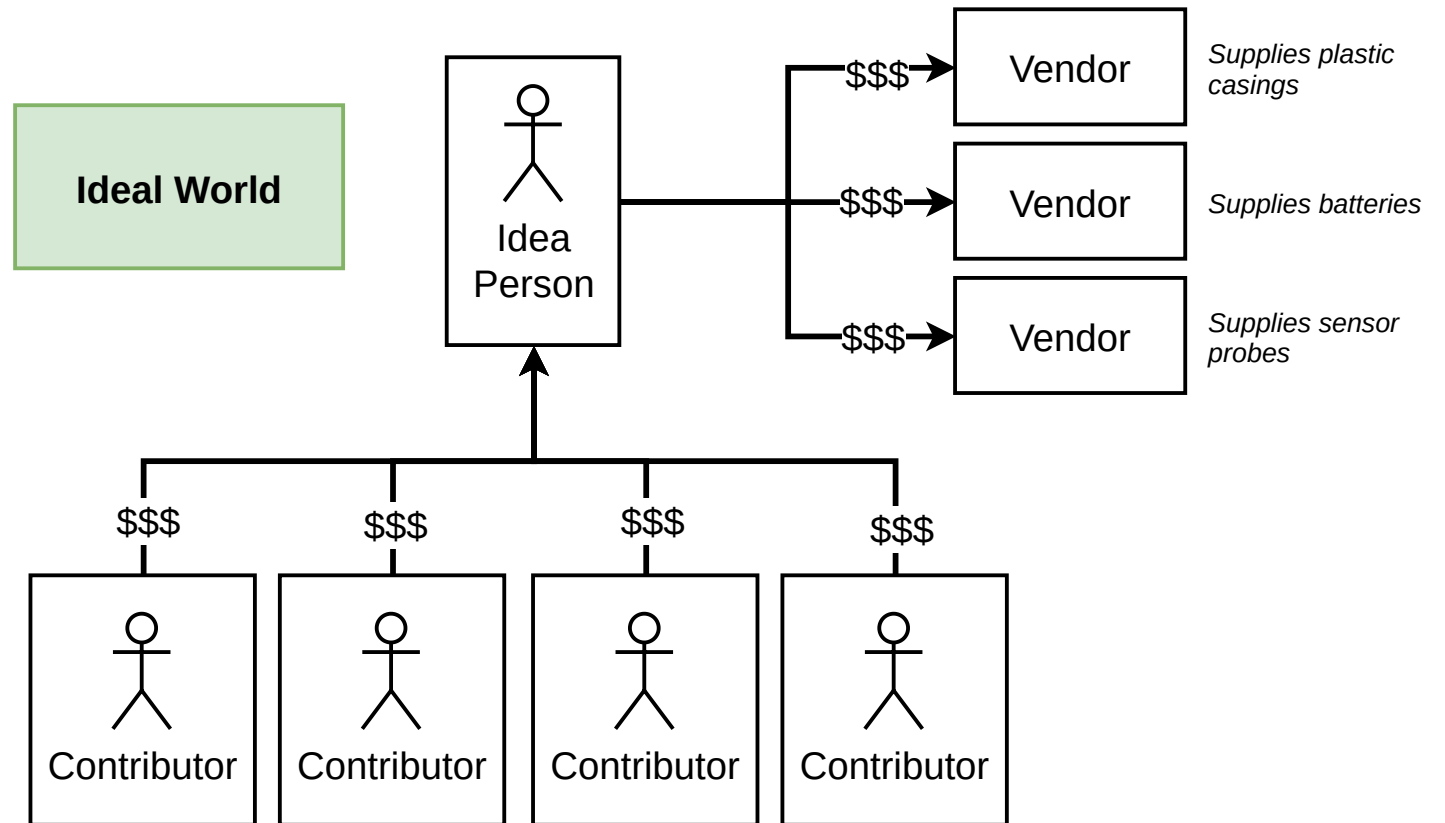 Ideal World
Idea
Person
$$$
Vendor
Supplies plastic
casings
$$$
Vendor
Supplies batteries
$$$
Vendor
Supplies sensor
probes
$$$
$$$
$$$
$$$
Contributor
Contributor
Contributor
Contributor